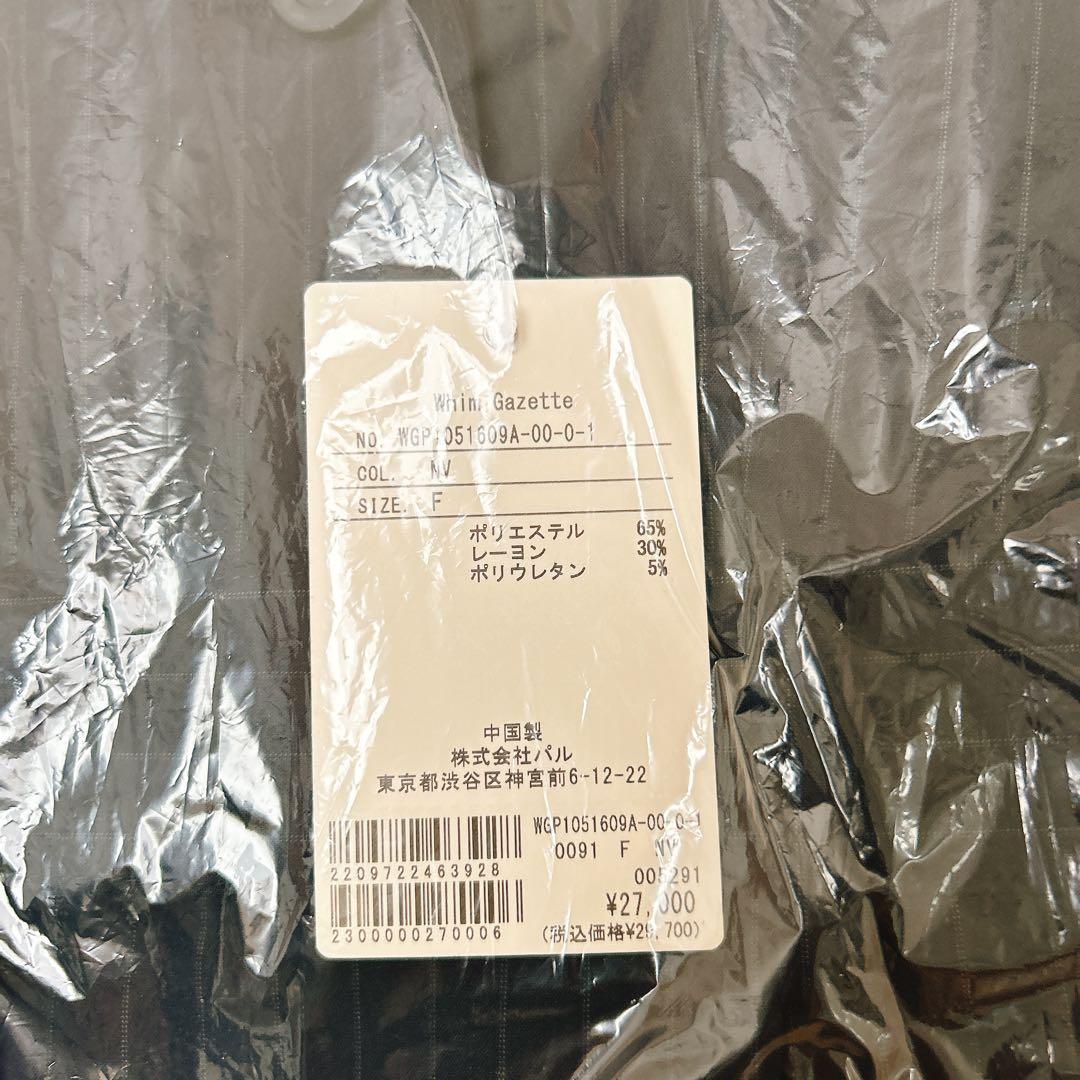 Whim Gazette
NO. WGP1051609A-00-0-1
COL. NV
SIZE. F
ポリエステル 65%
レーヨン 30%
ポリウレタン 5%
中国製
株式会社パル
東京都渋谷区神宮前6-12-22
WGP1051609A-00-0-1
0091 F NV
2209722463928
005291
¥27,000
2300000270006
(税込価格¥29,700)